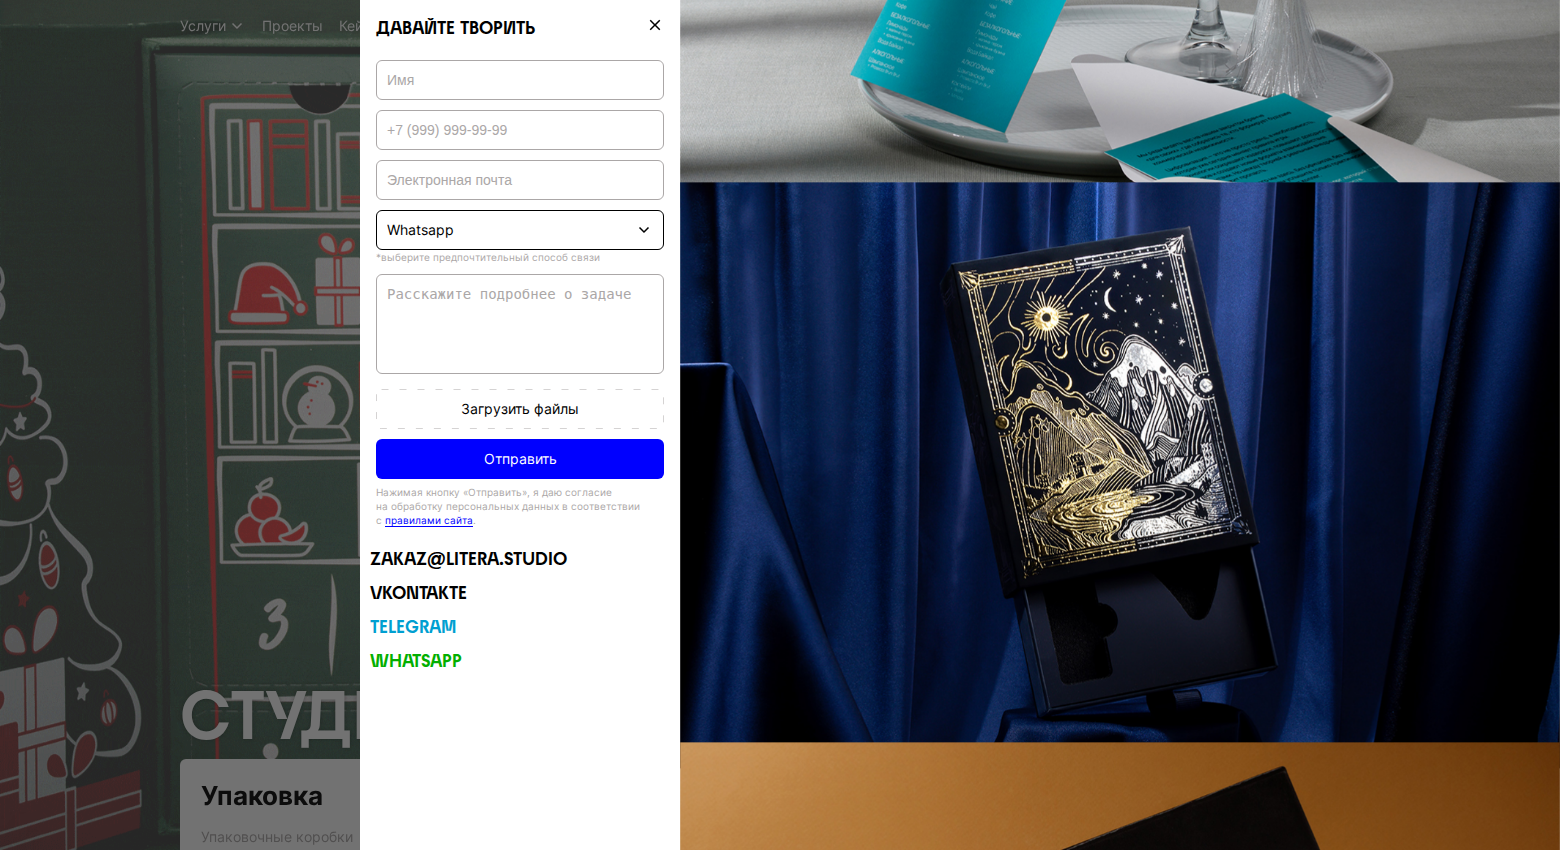 Услуги
Проекты
ДАВАЙТЕ ТВОРИТЬ
Имя
+7 (999) 999-99-99
Электронная почта
Whatsapp
*выберите предпочтительный способ связи
Расскажите подробнее о задаче
Загрузить файлы
Отправить
Нажимая кнопку «Отправить», я даю согласие
на обработку персональных данных в соответствии
с правилами сайта.
ZAKAZ@LITERA.STUDIO
VKONTAKTE
TELEGRAM
WHATSAPP
3
Упаковка
Упаковочные коробки